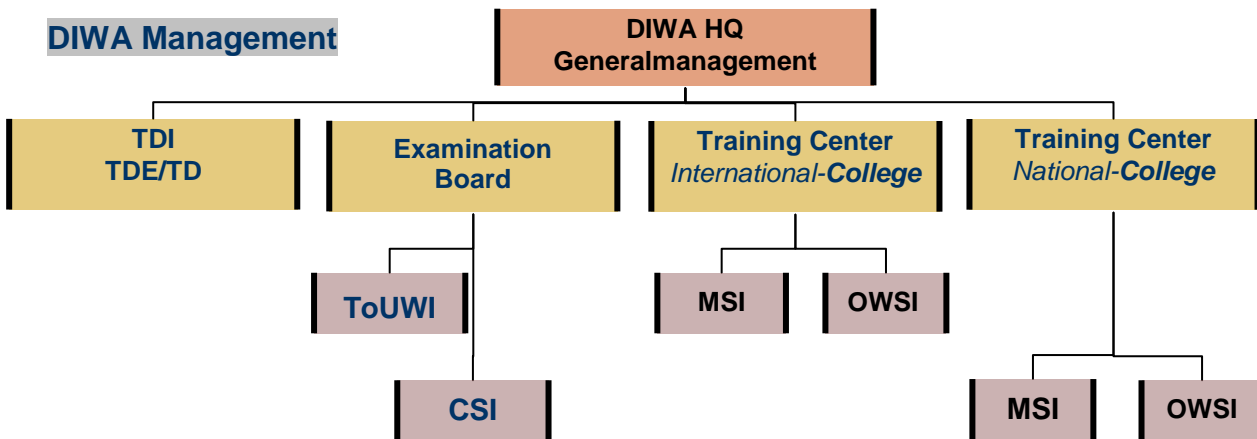 DIWA Management
DIWA HQ
Generalmanagement
TDI
TDE/TD
Examination
Board
Training Center
International-College
Training Center
National-College
ToUWI
MSI
OWSI
CSI
MSI
OWSI